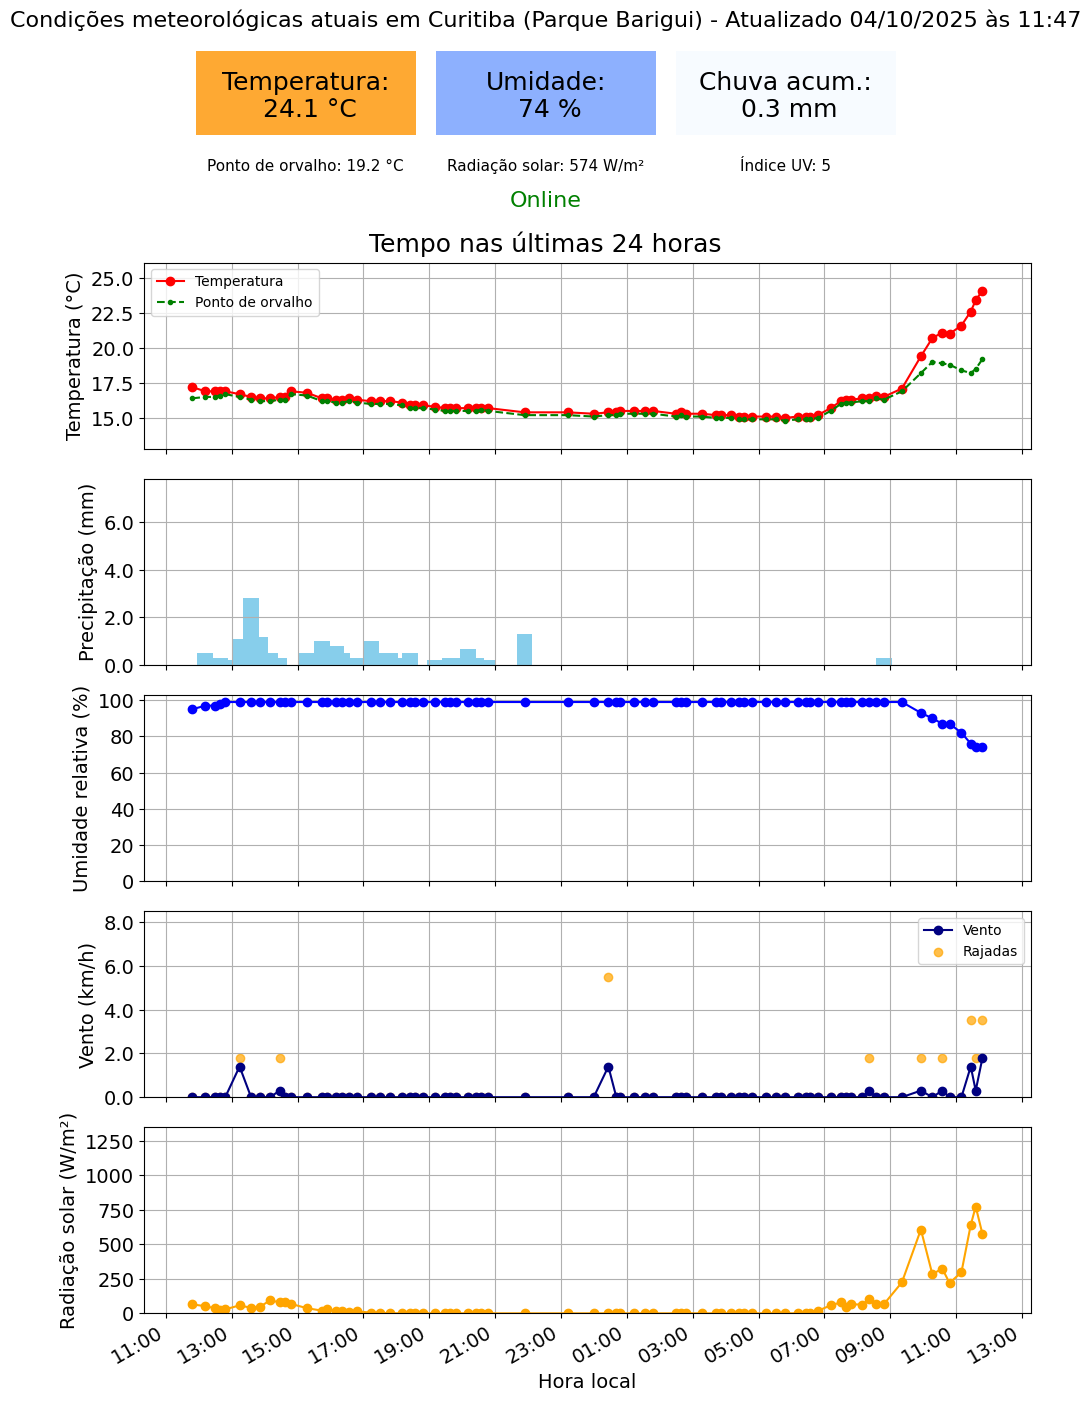 Condições meteorológicas atuais em Curitiba (Parque Barigui) - Atualizado 04/10/2025 às 11:47
Temperatura:
24.1 °C
Umidade:
74 %
Chuva acum.:
0.3 mm
Ponto de orvalho: 19.2 °C
Radiação solar: 574 W/m²
Índice UV: 5
Online
Tempo nas últimas 24 horas
Temperatura (°C)
25.0
22.5
20.0
17.5
15.0
Temperatura
Ponto de orvalho
Precipitação (mm)
6.0
4.0
2.0
0.0
Umidade relativa (%)
100
80
60
40
20
0
Vento (km/h)
8.0
6.0
4.0
2.0
0.0
Vento
Rajadas
Radiação solar (W/m²)
1250
1000
750
500
250
0
11:00
13:00
15:00
17:00
19:00
21:00
23:00
01:00
03:00
05:00
07:00
09:00
11:00
13:00
Hora local